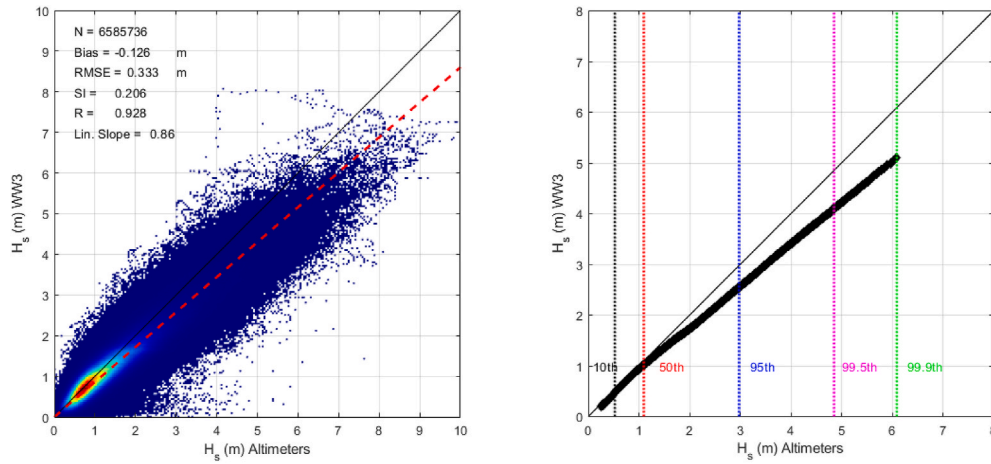 N = 6585736
Bias = -0.126 m
RMSE = 0.333 m
SI = 0.206
R = 0.928
Lin. Slope = 0.86
10
9
8
7
6
5
4
3
2
1
0
H_s (m) WW3
0 1 2 3 4 5 6 7 8 9 10
H_s (m) Altimeters
8
7
6
5
4
3
2
1
0
H_s (m) WW3
10th 50th 95th 99.5th 99.9th
0 1 2 3 4 5 6 7 8
H_s (m) Altimeters